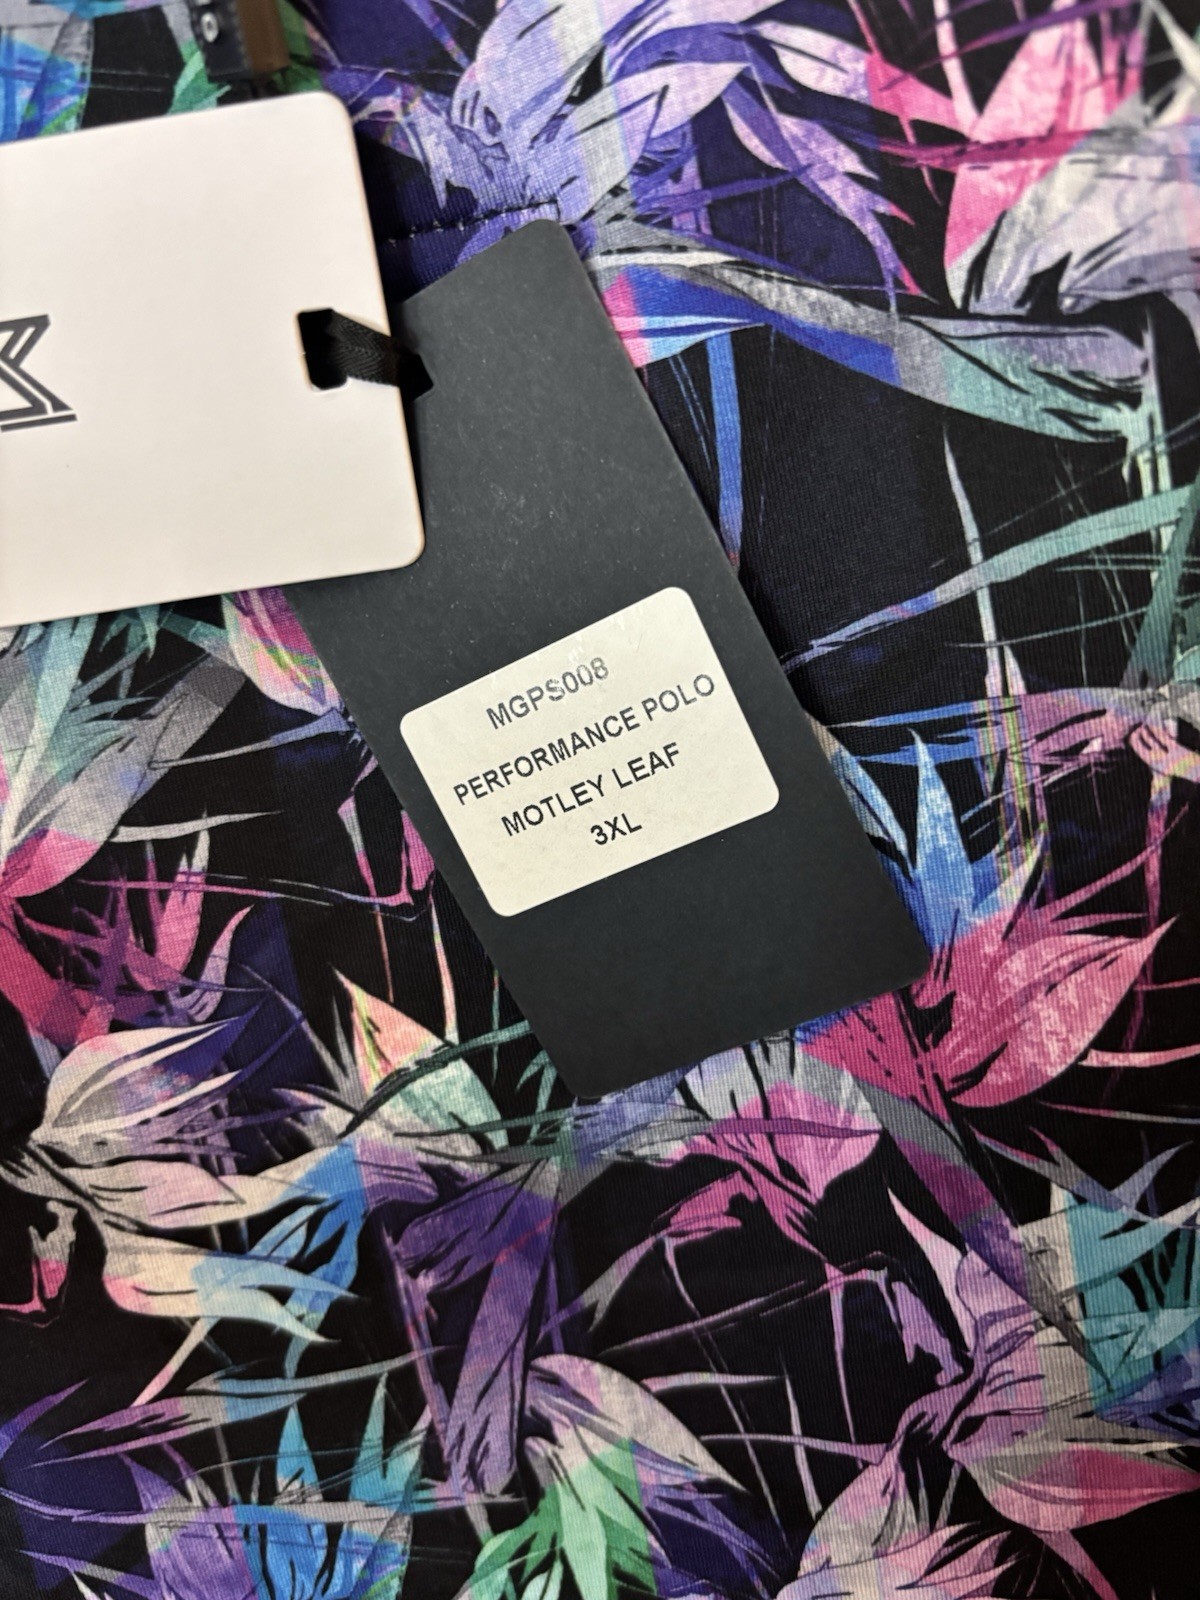 MGPS008
PERFORMANCE POLO
MOTLEY LEAF
3XL